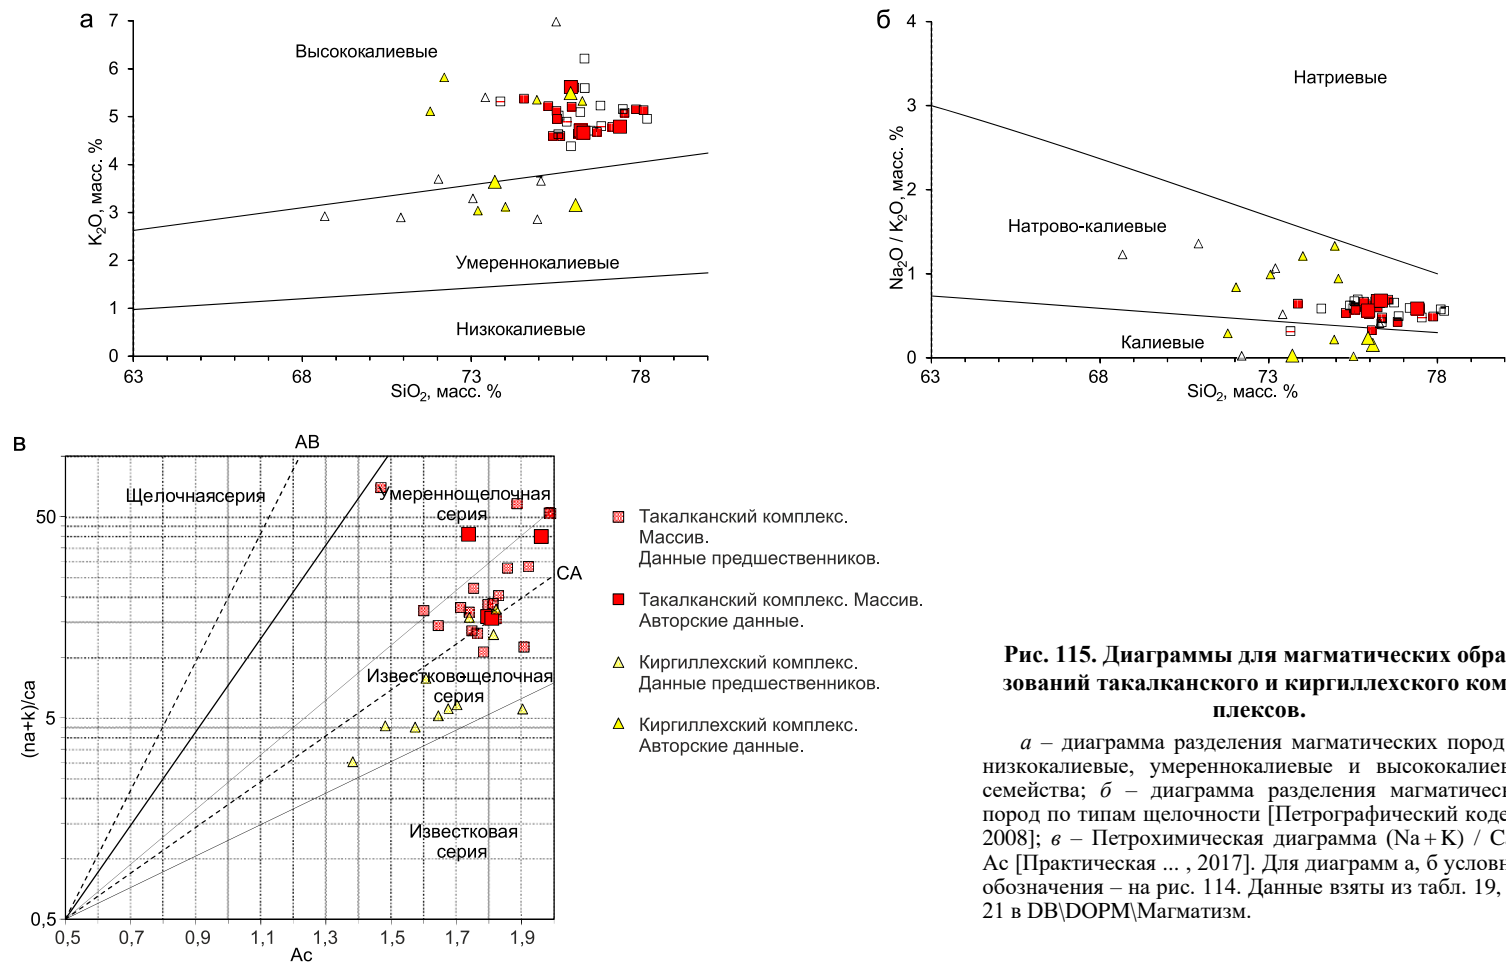 а
7
6
5
4
3
2
1
0
K2O, масс. %
Высококалиевые
Умереннокалиевые
Низкокалиевые
63
68
73
78
SiO2, масс. %
б
4
3
2
1
0
Na2O / K2O, масс. %
Натриевые
Натрово-калиевые
Калиевые
63
68
73
78
SiO2, масс. %
в
AB
Щелочнаясерия
Умереннощелочная
серия
CA
Известково-щелочная
серия
Известковая
серия
50
5
0,5
(na+k)/ca
0,5
0,7
0,9
1,1
1,3
1,5
1,7
1,9
Ac
Такалканский комплекс.
Массив.
Данные предшественников.
Такалканский комплекс. Массив.
Авторские данные.
Киргиллехский комплекс.
Данные предшественников.
Киргиллехский комплекс.
Авторские данные.
Рис. 115. Диаграммы для магматических обра
зований такалканского и киргиллехского ком
плексов.
а – диаграмма разделения магматических пород
низкокалиевые, умереннокалиевые и высококалиев
семейства; б – диаграмма разделения магматичес
пород по типам щелочности [Петрографический коде
2008]; в – Петрохимическая диаграмма (Na + K) / C
Ac [Практическая ... , 2017]. Для диаграмм а, б условн
обозначения – на рис. 114. Данные взяты из табл. 19,
21 в DB\DOPM\Магматизм.